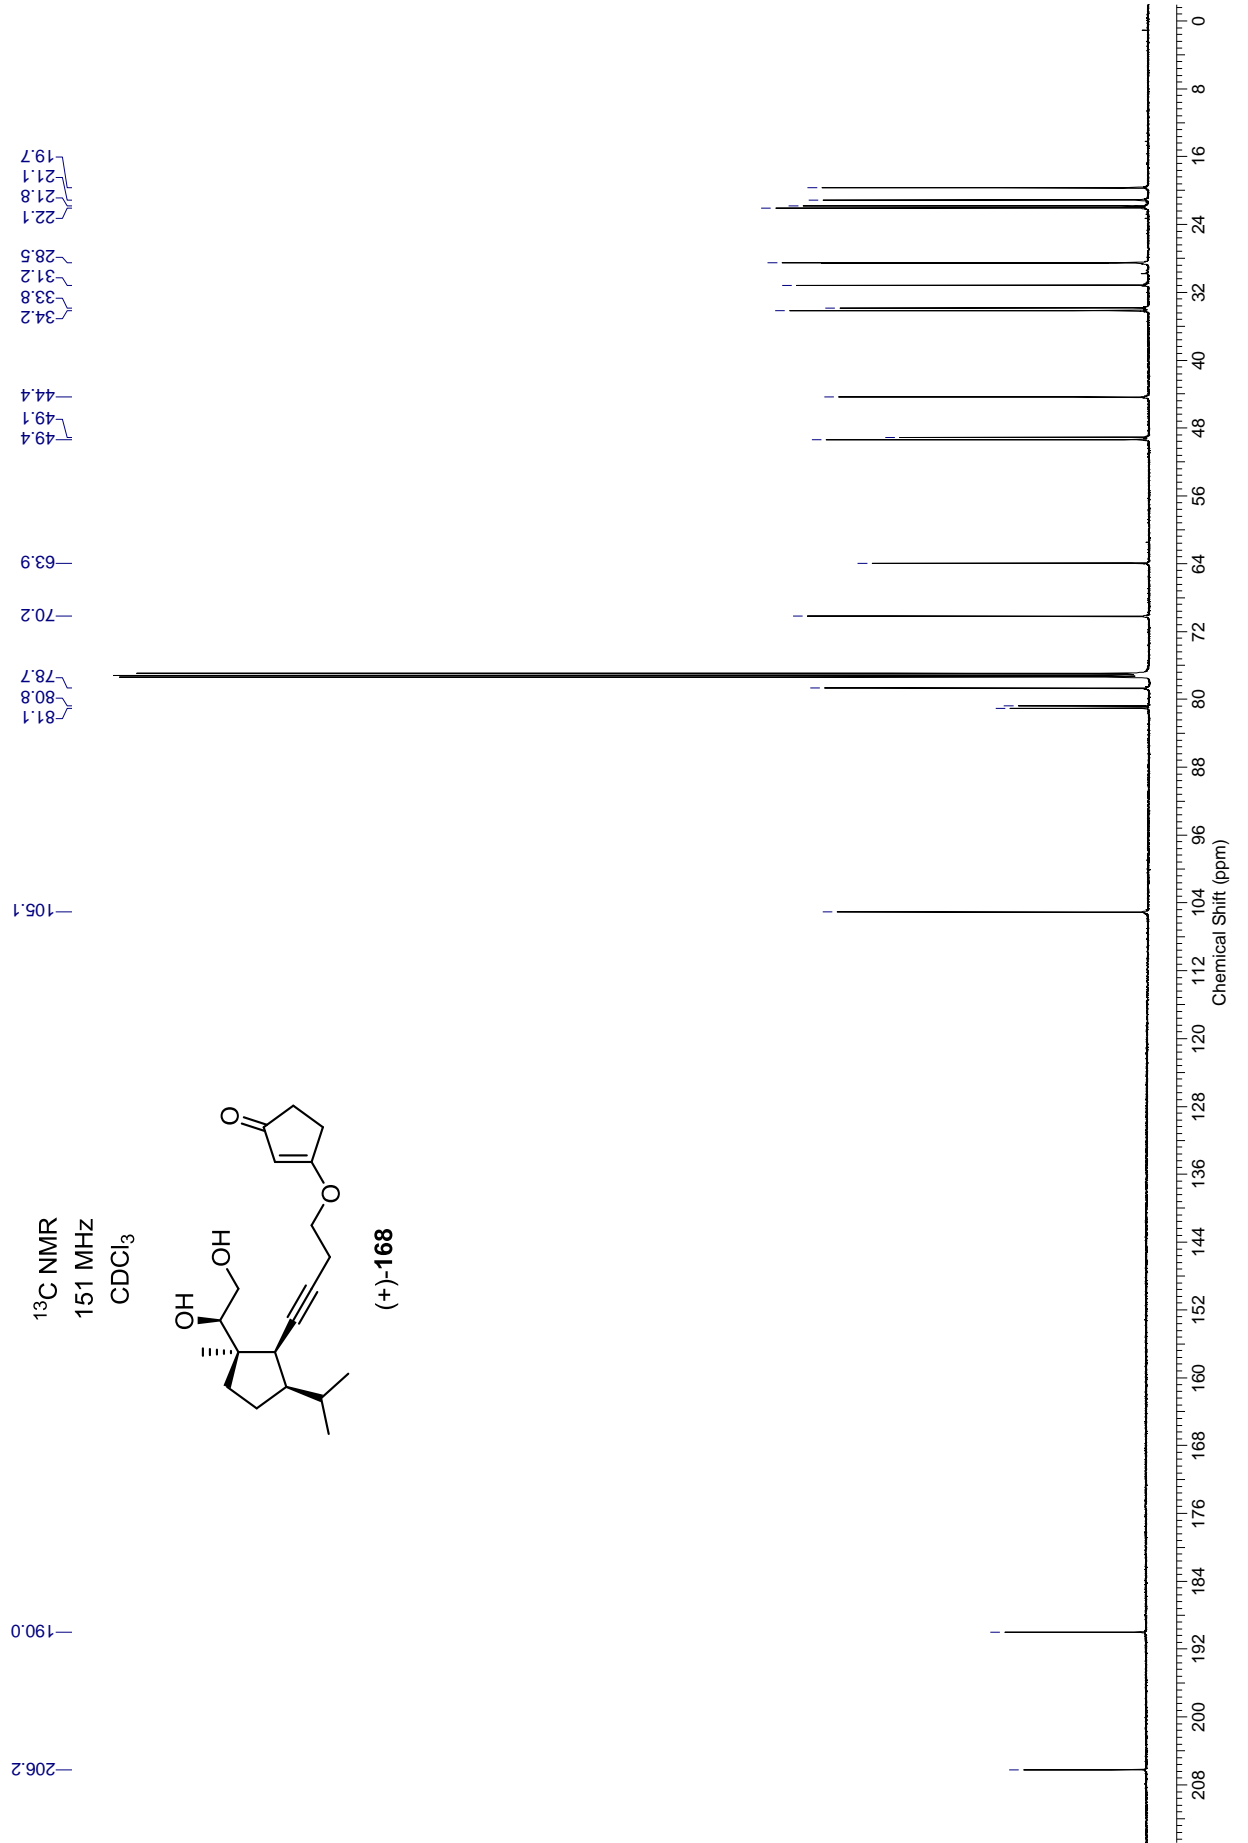 19.7
21.1
21.8
22.1
28.5
31.2
33.8
34.2
44.4
49.1
49.4
63.9
70.2
78.7
80.8
81.1
105.1
190.0
206.2
13C NMR
151 MHz
CDCl3
OH
OH
O
O
(+)-168
208 200 192 184 176 168 160 152 144 136 128 120 112 104 96 88 80 72 64 56 48 40 32 24 16 8 0
Chemical Shift (ppm)